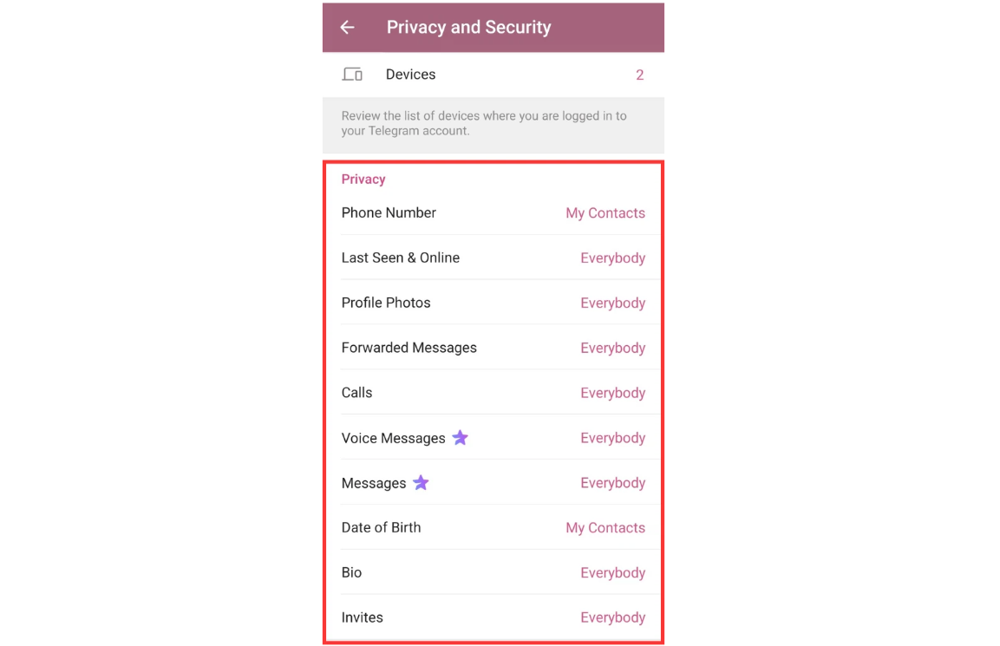 Privacy and Security
Devices 2
Review the list of devices where you are logged in to
your Telegram account.
Privacy
Phone Number My Contacts
Last Seen & Online Everybody
Profile Photos Everybody
Forwarded Messages Everybody
Calls Everybody
Voice Messages Everybody
Messages Everybody
Date of Birth My Contacts
Bio Everybody
Invites Everybody